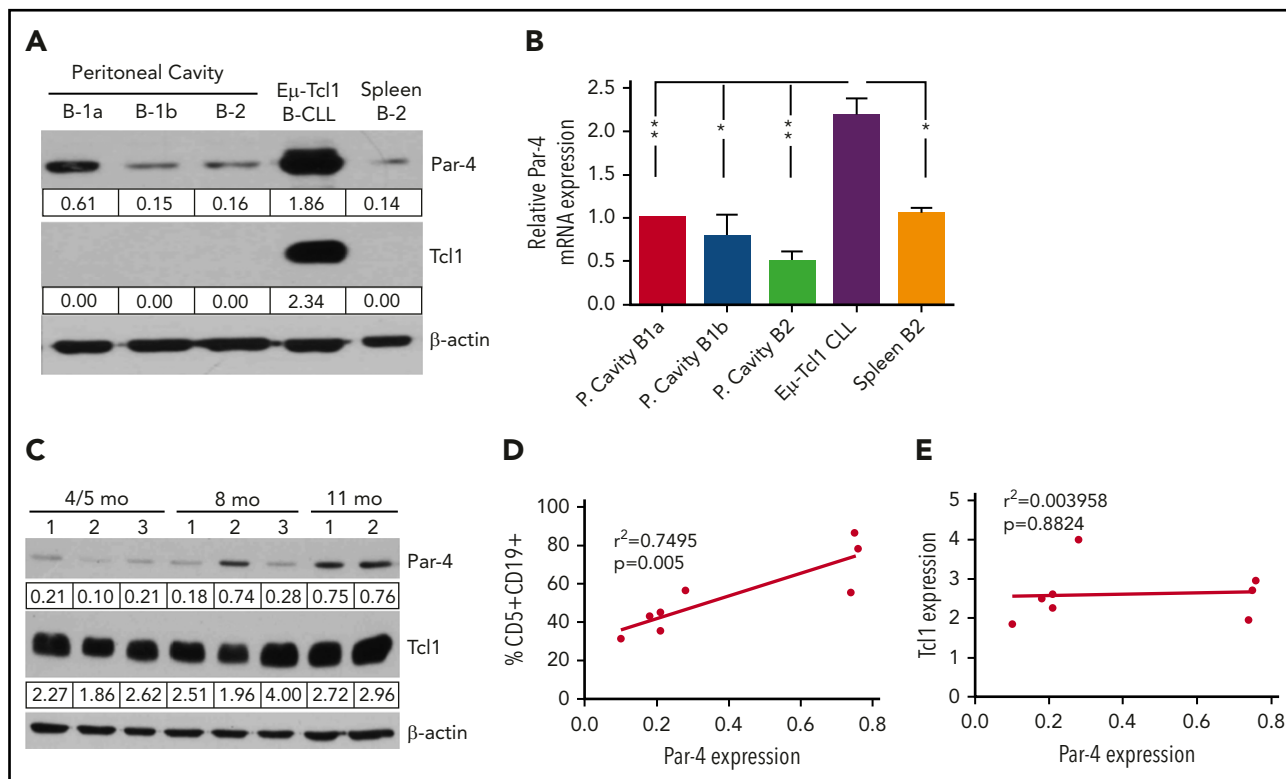 A
Peritoneal Cavity
B-1a B-1b B-2
Eμ-Tcl1
B-CLL
Spleen
B-2
Par-4
0.61 0.15 0.16 1.86 0.14
Tcl1
0.00 0.00 0.00 2.34 0.00
β-actin
B
Relative Par-4
mRNA expression
2.5
2.0
1.5
1.0
0.5
0.0
** * ** *
P. Cavity B1a
P. Cavity B1b
P. Cavity B2
Eμ-Tcl1 CLL
Spleen B2
C
4/5 mo 8 mo 11 mo
1 2 3 1 2 3 1 2
Par-4
0.21 0.10 0.21 0.18 0.74 0.28 0.75 0.76
Tcl1
2.27 1.86 2.62 2.51 1.96 4.00 2.72 2.96
β-actin
D
% CD5+CD19+
100
80
60
40
20
0
r²=0.7495
p=0.005
0.0 0.2 0.4 0.6 0.8
Par-4 expression
E
Tcl1 expression
5
4
3
2
1
0
r²=0.003958
p=0.8824
0.0 0.2 0.4 0.6 0.8
Par-4 expression